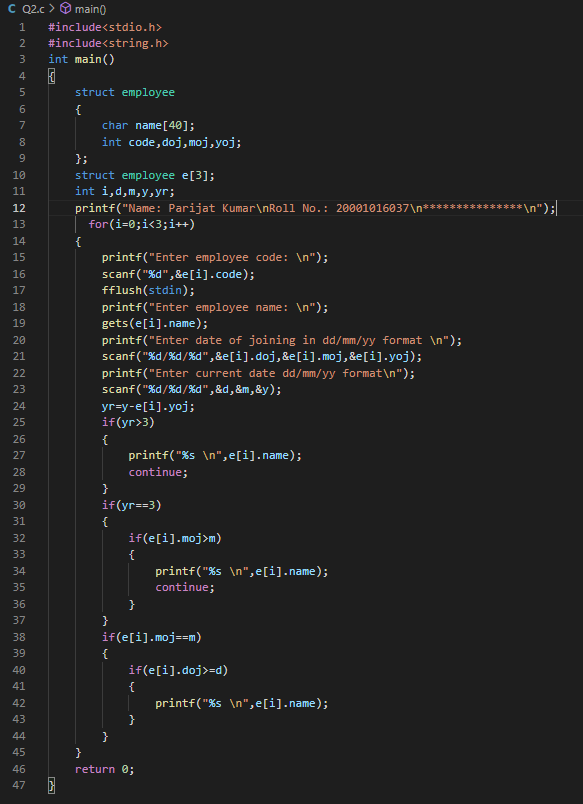 C Q2.c > main()
1 #include<stdio.h>
2 #include<string.h>
3 int main()
4 {
5     struct employee
6     {
7         char name[40];
8         int code,doj,moj,yoj;
9     };
10     struct employee e[3];
11     int i,d,m,y,yr;
12     printf("Name: Parijat Kumar\nRoll No.: 20001016037\n***************\n");
13       for(i=0;i<3;i++)
14     {
15         printf("Enter employee code: \n");
16         scanf("%d",&e[i].code);
17         fflush(stdin);
18         printf("Enter employee name: \n");
19         gets(e[i].name);
20         printf("Enter date of joining in dd/mm/yy format \n");
21         scanf("%d/%d/%d",&e[i].doj,&e[i].moj,&e[i].yoj);
22         printf("Enter current date dd/mm/yy format\n");
23         scanf("%d/%d/%d",&d,&m,&y);
24         yr=y-e[i].yoj;
25         if(yr>3)
26         {
27             printf("%s \n",e[i].name);
28             continue;
29         }
30         if(yr==3)
31         {
32             if(e[i].moj>m)
33             {
34                 printf("%s \n",e[i].name);
35                 continue;
36             }
37         }
38         if(e[i].moj==m)
39         {
40             if(e[i].doj>=d)
41             {
42                 printf("%s \n",e[i].name);
43             }
44         }
45     }
46     return 0;
47 }